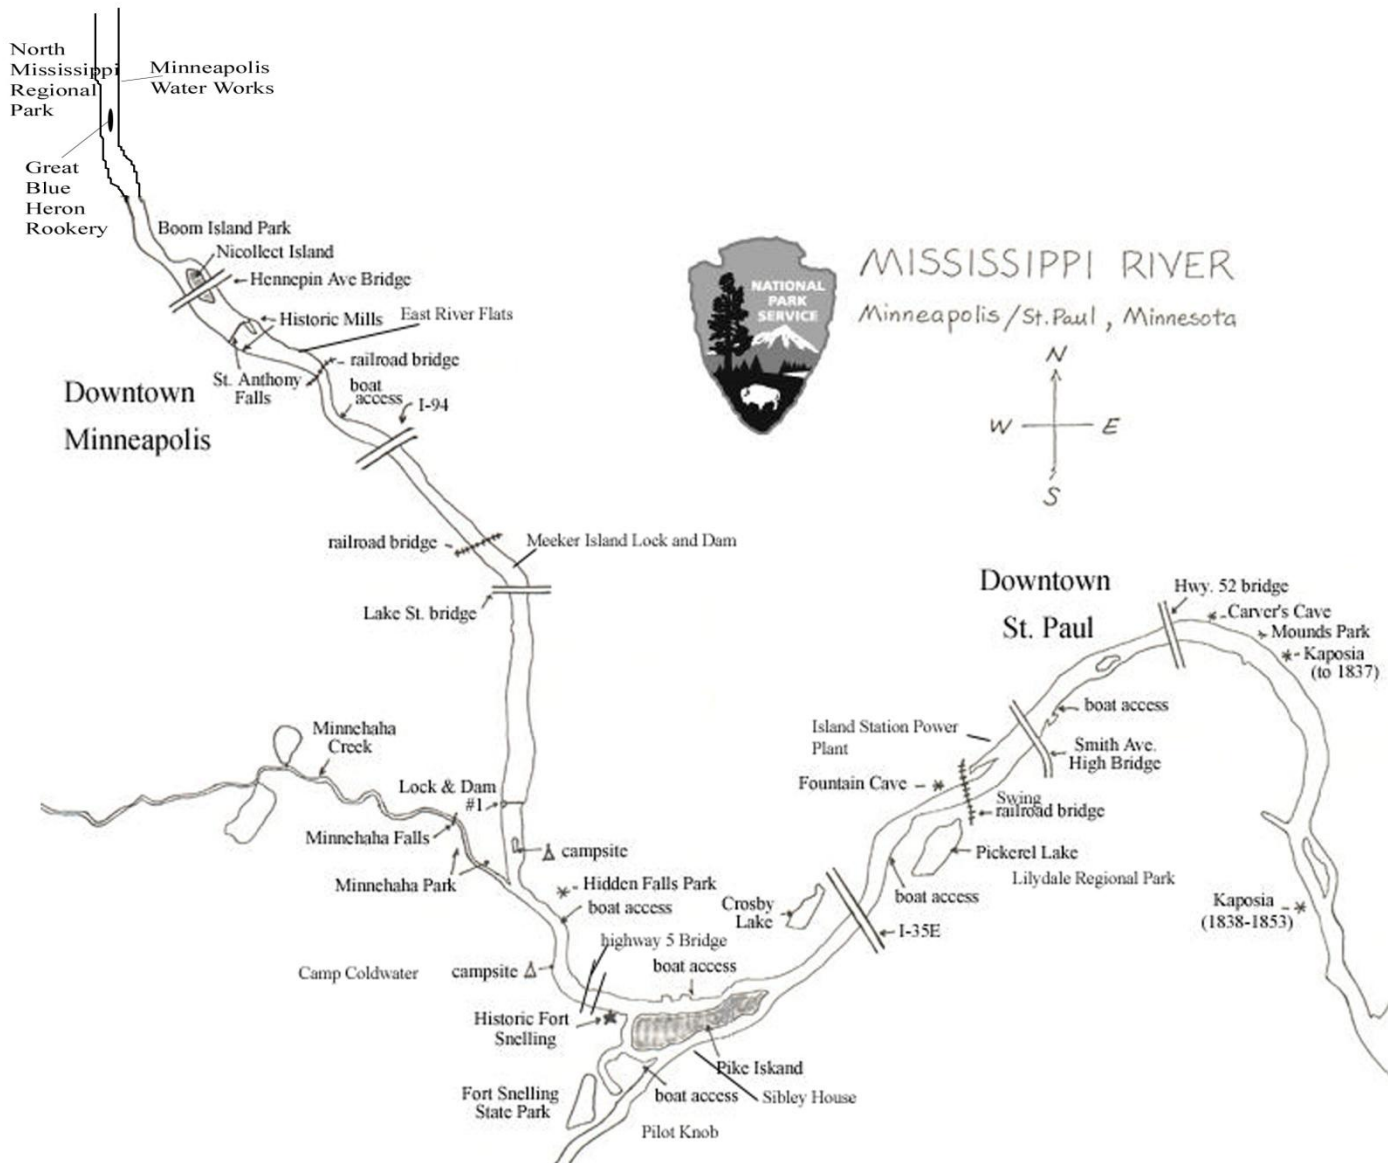 North
Mississippi
Regional
Park
Minneapolis
Water Works
Great
Blue
Heron
Rookery
Boom Island Park
Nicollect Island
Hennepin Ave Bridge
Historic Mills
East River Flats
St. Anthony
Falls
railroad bridge
boat
access
I-94
Downtown
Minneapolis
NATIONAL
PARK
SERVICE
MISSISSIPPI RIVER
Minneapolis/St.Paul, Minnesota
N
W
E
S
railroad bridge
Meeker Island Lock and Dam
Lake St. bridge
Downtown
St. Paul
Hwy. 52 bridge
Carver's Cave
Mounds Park
Kaposia
(to 1837)
boat access
Island Station Power
Plant
Smith Ave.
High Bridge
Fountain Cave
Swing
railroad bridge
Minnehaha
Creek
Lock & Dam
#1
Minnehaha Falls
campsite
Minnehaha Park
Hidden Falls Park
boat access
Pickerel Lake
Lilydale Regional Park
boat access
Crosby
Lake
I-35E
Kaposia
(1838-1853)
highway 5 Bridge
Camp Coldwater
campsite
boat access
Historic Fort
Snelling
Pike Iskand
boat access
Sibley House
Fort Snelling
State Park
Pilot Knob